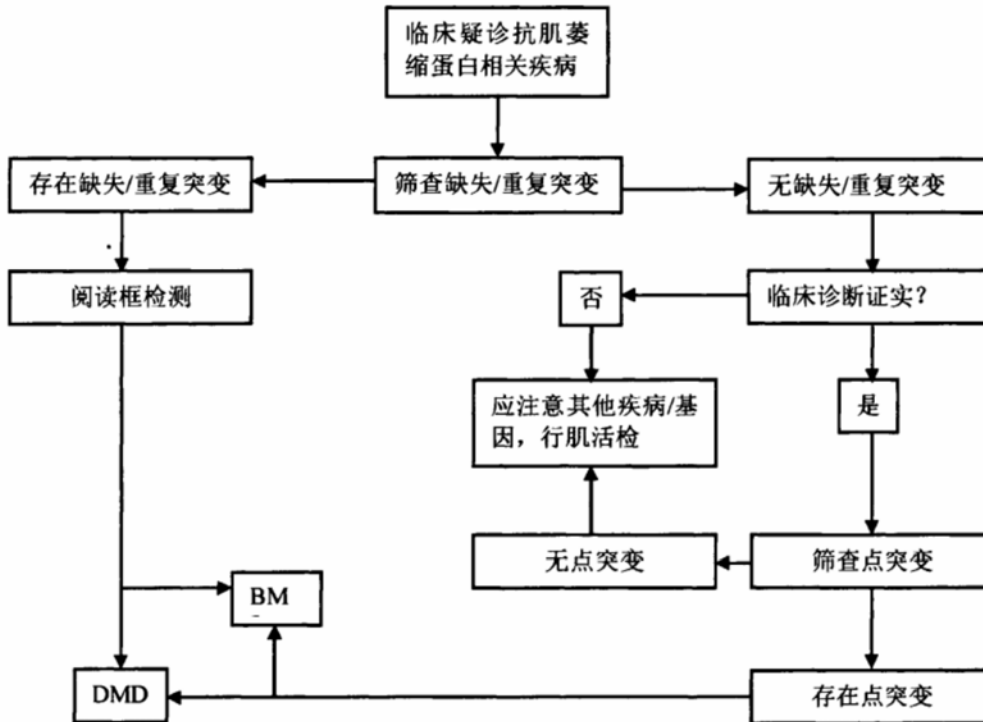 临床疑诊抗肌萎
缩蛋白相关疾病
存在缺失/重复突变
筛查缺失/重复突变
无缺失/重复突变
阅读框检测
否
临床诊断证实？
应注意其他疾病/基
因，行肌活检
是
无点突变
筛查点突变
BM
DMD
存在点突变